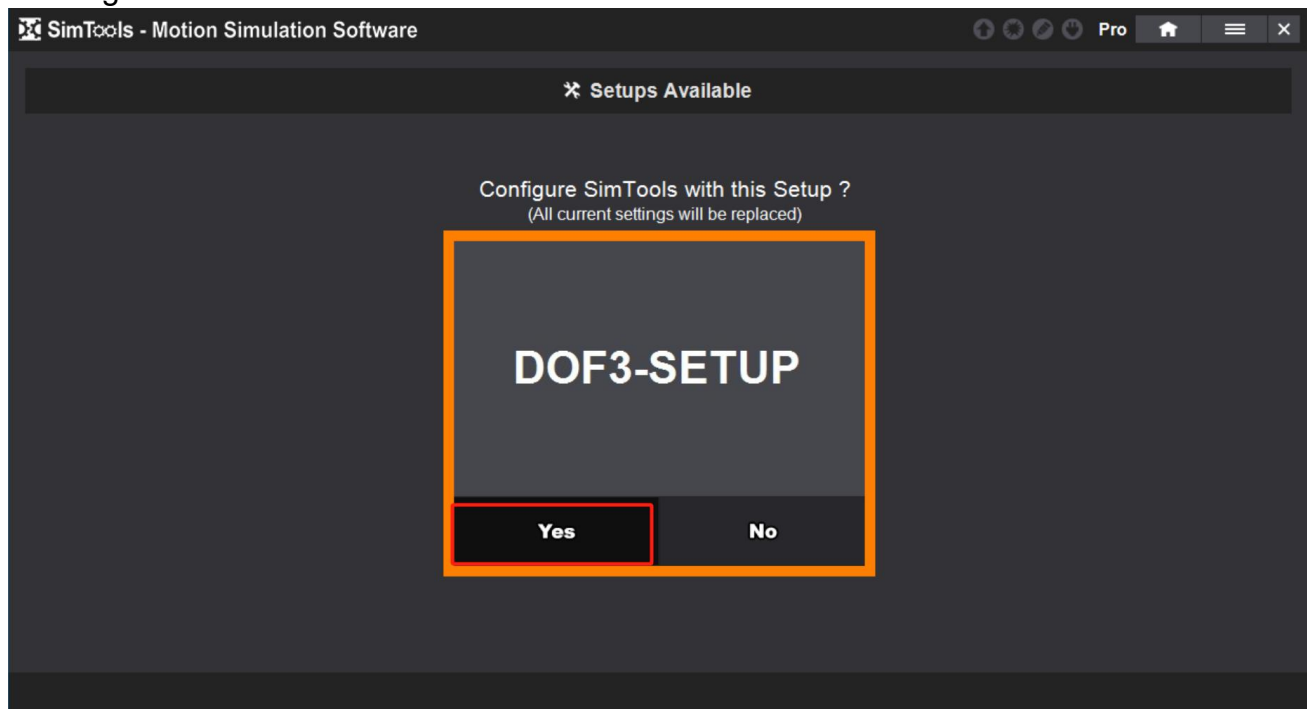 SimTools - Motion Simulation Software
Pro
Setups Available
Configure SimTools with this Setup ?
(All current settings will be replaced)
DOF3-SETUP
Yes
No